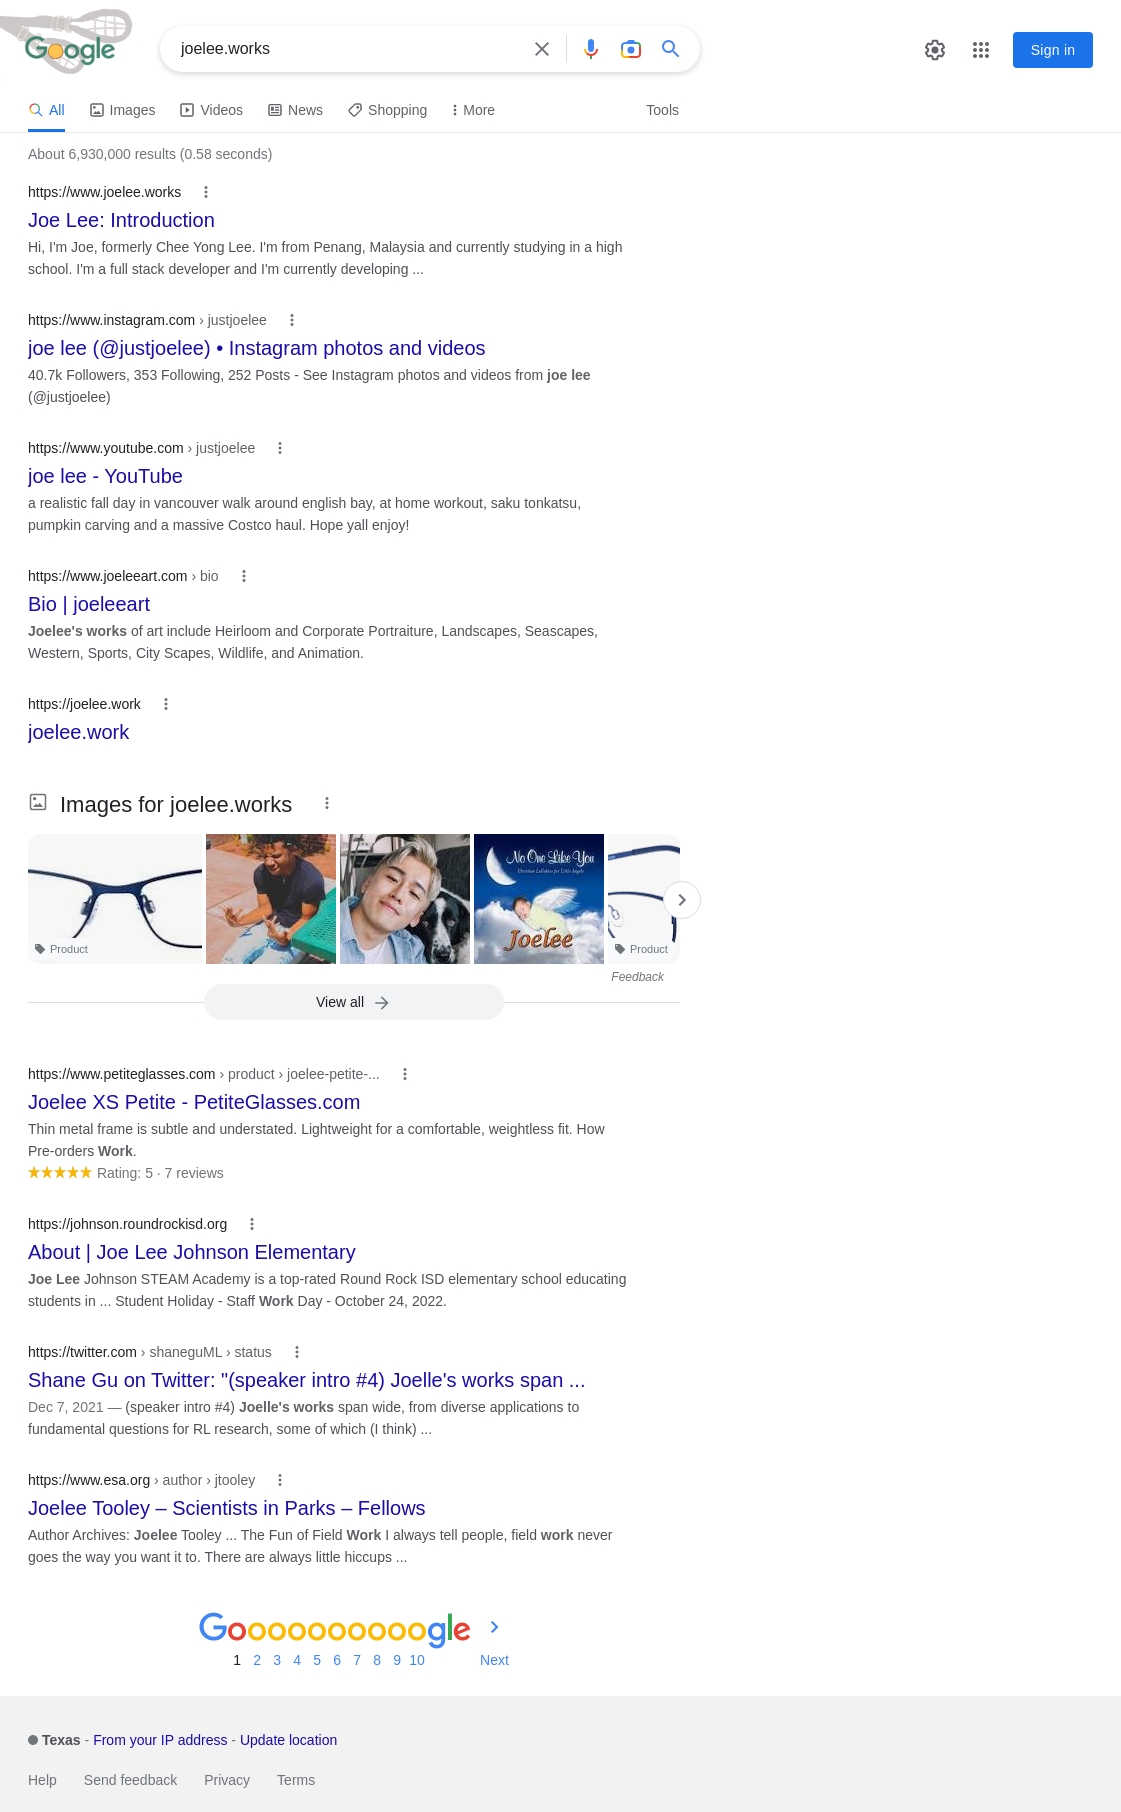 Google
joelee.works
Sign in
All Images Videos News Shopping More Tools
About 6,930,000 results (0.58 seconds)
https://www.joelee.works
Joe Lee: Introduction
Hi, I'm Joe, formerly Chee Yong Lee. I'm from Penang, Malaysia and currently studying in a high
school. I'm a full stack developer and I'm currently developing ...
https://www.instagram.com › justjoelee
joe lee (@justjoelee) • Instagram photos and videos
40.7k Followers, 353 Following, 252 Posts - See Instagram photos and videos from joe lee
(@justjoelee)
https://www.youtube.com › justjoelee
joe lee - YouTube
a realistic fall day in vancouver walk around english bay, at home workout, saku tonkatsu,
pumpkin carving and a massive Costco haul. Hope yall enjoy!
https://www.joeleeart.com › bio
Bio | joeleeart
Joelee's works of art include Heirloom and Corporate Portraiture, Landscapes, Seascapes,
Western, Sports, City Scapes, Wildlife, and Animation.
https://joelee.work
joelee.work
Images for joelee.works
No One Like You
Christian Lullabies for Little Angels
Joelee
Product
Product
Feedback
View all
https://www.petiteglasses.com › product › joelee-petite-...
Joelee XS Petite - PetiteGlasses.com
Thin metal frame is subtle and understated. Lightweight for a comfortable, weightless fit. How
Pre-orders Work.
Rating: 5 · 7 reviews
https://johnson.roundrockisd.org
About | Joe Lee Johnson Elementary
Joe Lee Johnson STEAM Academy is a top-rated Round Rock ISD elementary school educating
students in ... Student Holiday - Staff Work Day - October 24, 2022.
https://twitter.com › shaneguML › status
Shane Gu on Twitter: "(speaker intro #4) Joelle's works span ...
Dec 7, 2021 — (speaker intro #4) Joelle's works span wide, from diverse applications to
fundamental questions for RL research, some of which (I think) ...
https://www.esa.org › author › jtooley
Joelee Tooley – Scientists in Parks – Fellows
Author Archives: Joelee Tooley ... The Fun of Field Work I always tell people, field work never
goes the way you want it to. There are always little hiccups ...
Goooooooooogle
1 2 3 4 5 6 7 8 9 10 Next
Texas - From your IP address - Update location
Help Send feedback Privacy Terms